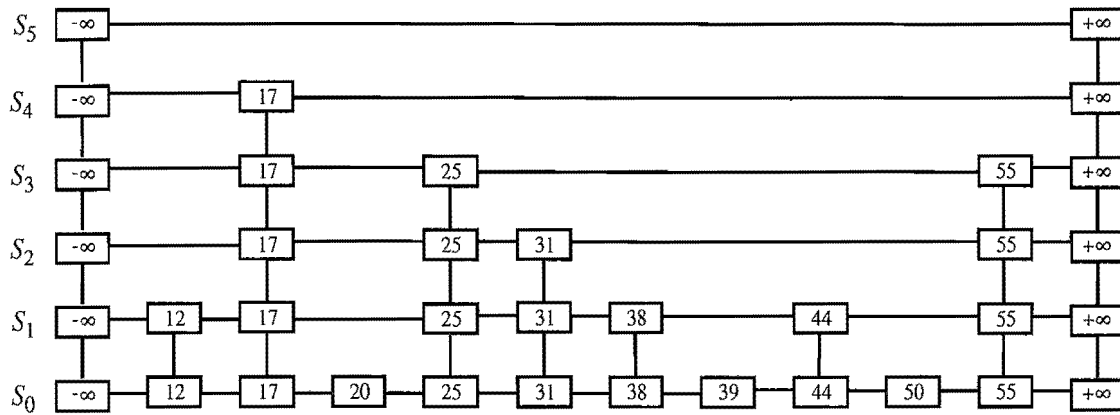 S5 -∞ +∞
S4 -∞ 17 +∞
S3 -∞ 17 25 55 +∞
S2 -∞ 17 25 31 55 +∞
S1 -∞ 12 17 25 31 38 44 55 +∞
S0 -∞ 12 17 20 25 31 38 39 44 50 55 +∞